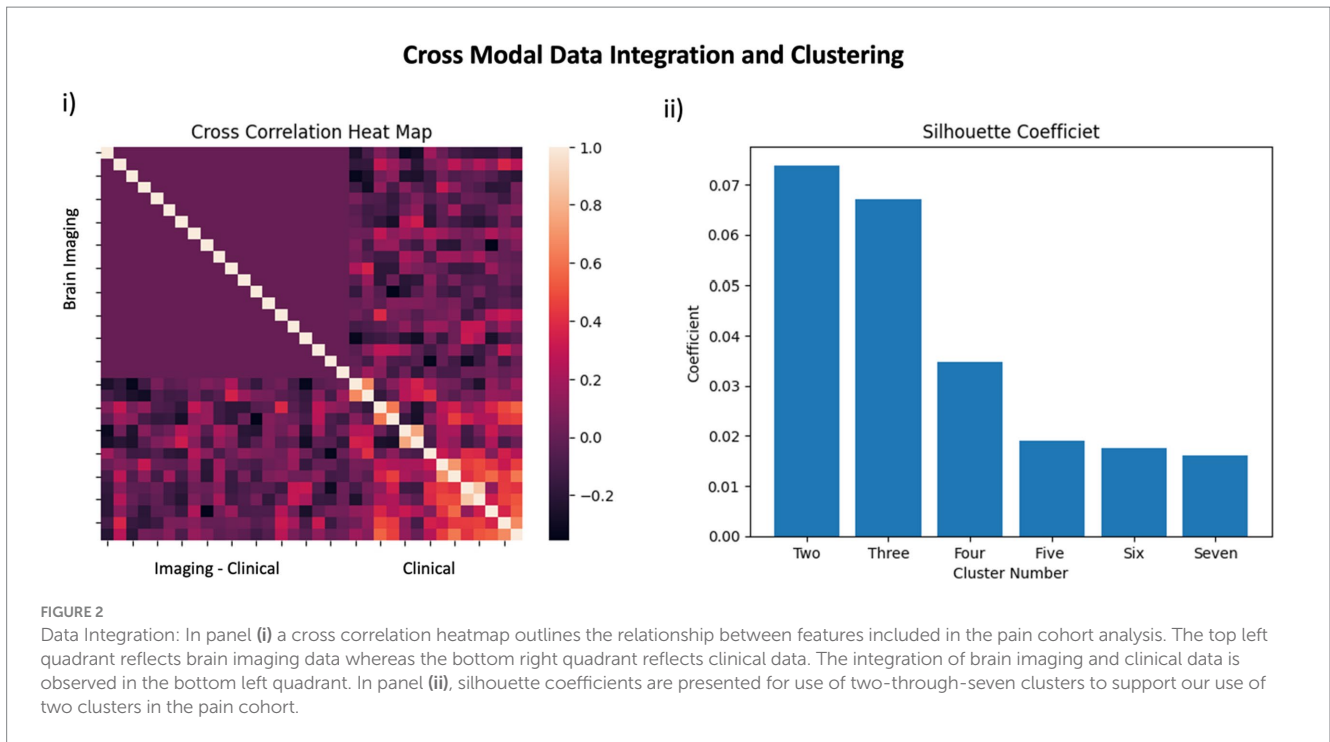 Cross Modal Data Integration and Clustering
i)
Cross Correlation Heat Map
Brain Imaging
1.0
0.8
0.6
0.4
0.2
0.0
−0.2
Imaging - Clinical
Clinical
ii)
Silhouette Coefficiet
Coefficient
0.07
0.06
0.05
0.04
0.03
0.02
0.01
0.00
Two
Three
Four
Five
Six
Seven
Cluster Number
FIGURE 2
Data Integration: In panel (i) a cross correlation heatmap outlines the relationship between features included in the pain cohort analysis. The top left
quadrant reflects brain imaging data whereas the bottom right quadrant reflects clinical data. The integration of brain imaging and clinical data is
observed in the bottom left quadrant. In panel (ii), silhouette coefficients are presented for use of two-through-seven clusters to support our use of
two clusters in the pain cohort.